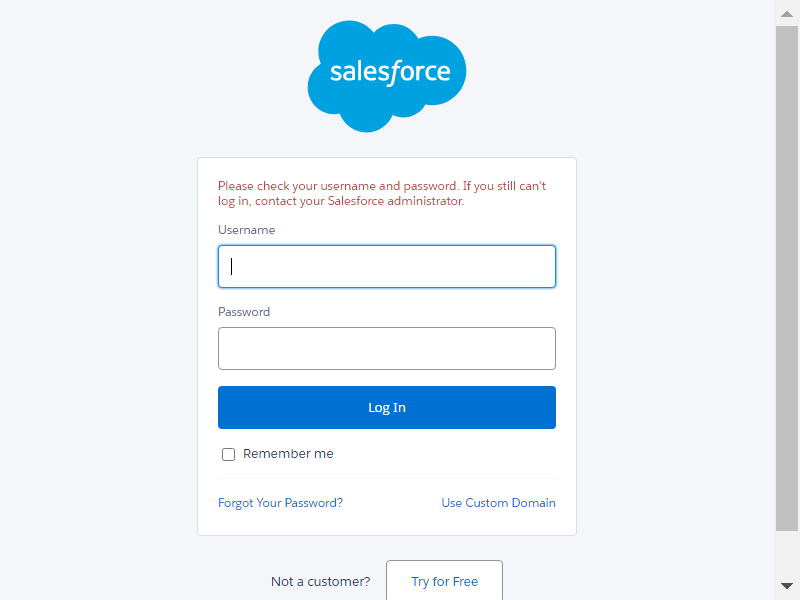 salesforce
Please check your username and password. If you still can't
log in, contact your Salesforce administrator.
Username
Password
Log In
Remember me
Forgot Your Password?
Use Custom Domain
Not a customer?
Try for Free